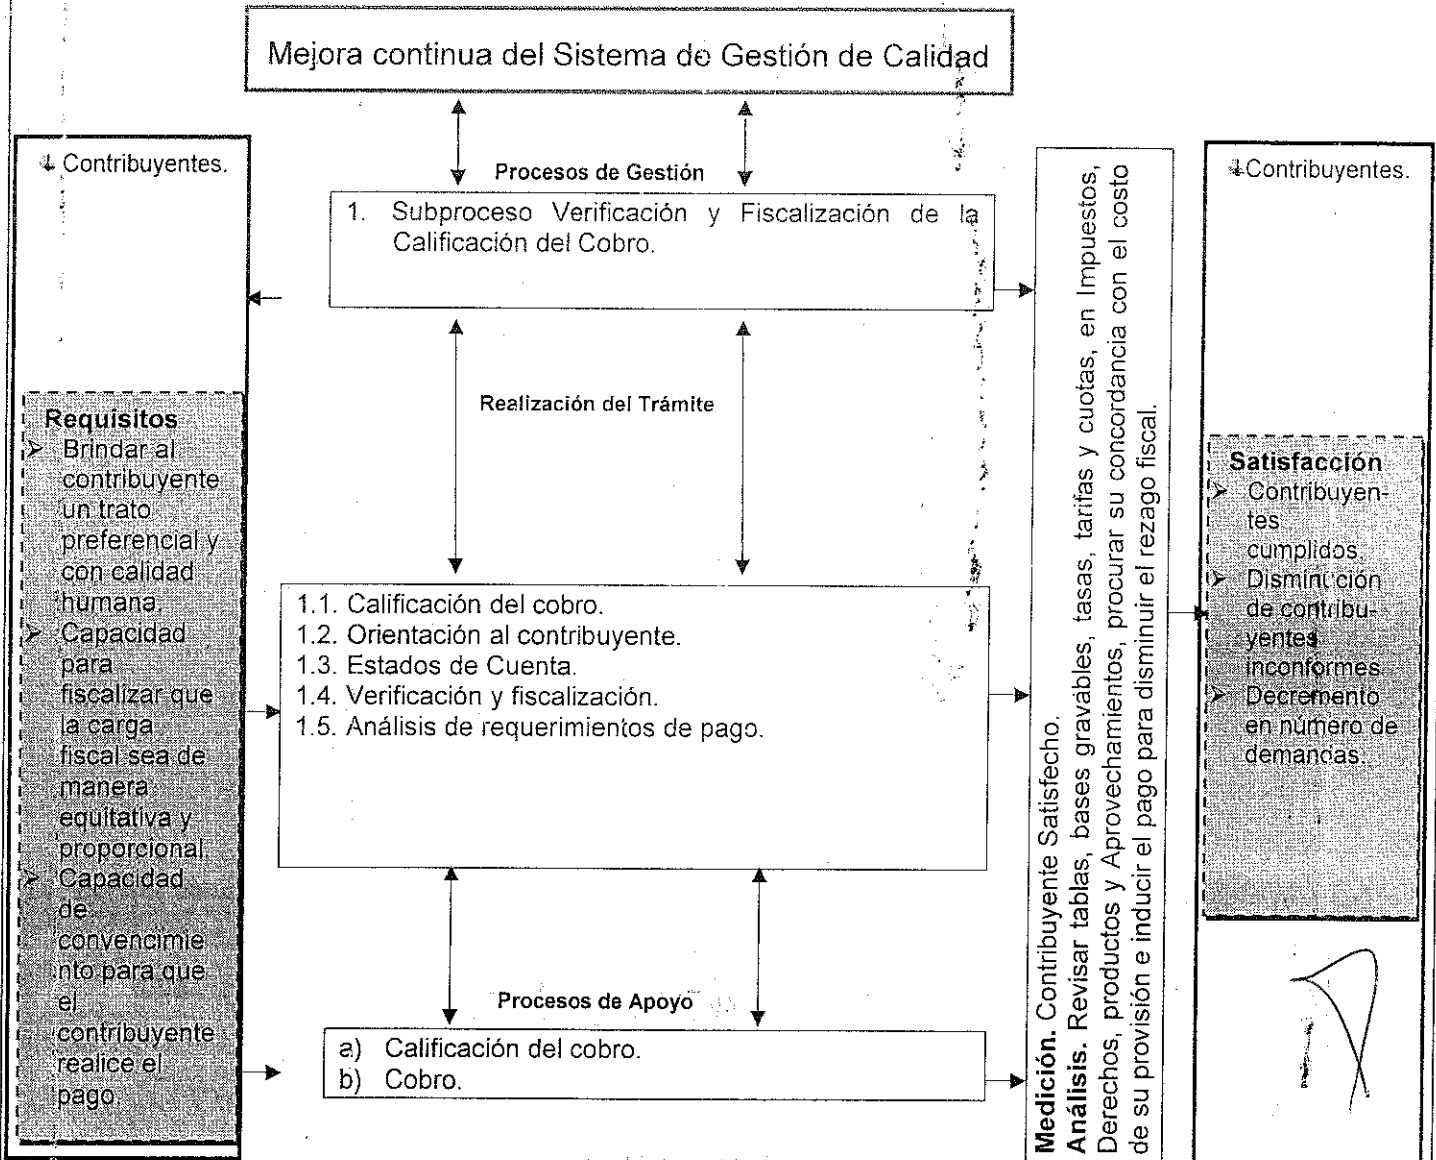 Mejora continua del Sistema de Gestión de Calidad
Contribuyentes.
Requisitos
➢ Brindar al
contribuyente
un trato
preferencial y
con calidad
humana.
➢ Capacidad
para
fiscalizar que
la carga
fiscal sea de
manera
equitativa y
proporcional.
➢ Capacidad
de
convencimie
nto para que
el
contribuyente
realice el
pago
Procesos de Gestión
1. Subproceso Verificación y Fiscalización de la
Calificación del Cobro.
Realización del Trámite
1.1. Calificación del cobro.
1.2. Orientación al contribuyente.
1.3. Estados de Cuenta.
1.4. Verificación y fiscalización.
1.5. Análisis de requerimientos de pago.
Procesos de Apoyo
a) Calificación del cobro.
b) Cobro.
Medición. Contribuyente Satisfecho.
Análisis. Revisar tablas, bases gravables, tasas, tarifas y cuotas, en Impuestos,
Derechos, productos y Aprovechamientos, procurar su concordancia con el costo
de su provisión e inducir el pago para disminuir el rezago fiscal.
Contribuyentes.
Satisfacción
➢ Contribuyen-
tes
cumplidos.
➢ Disminución
de contribu-
yentes
inconformes
➢ Decremento
en número de
demandas.